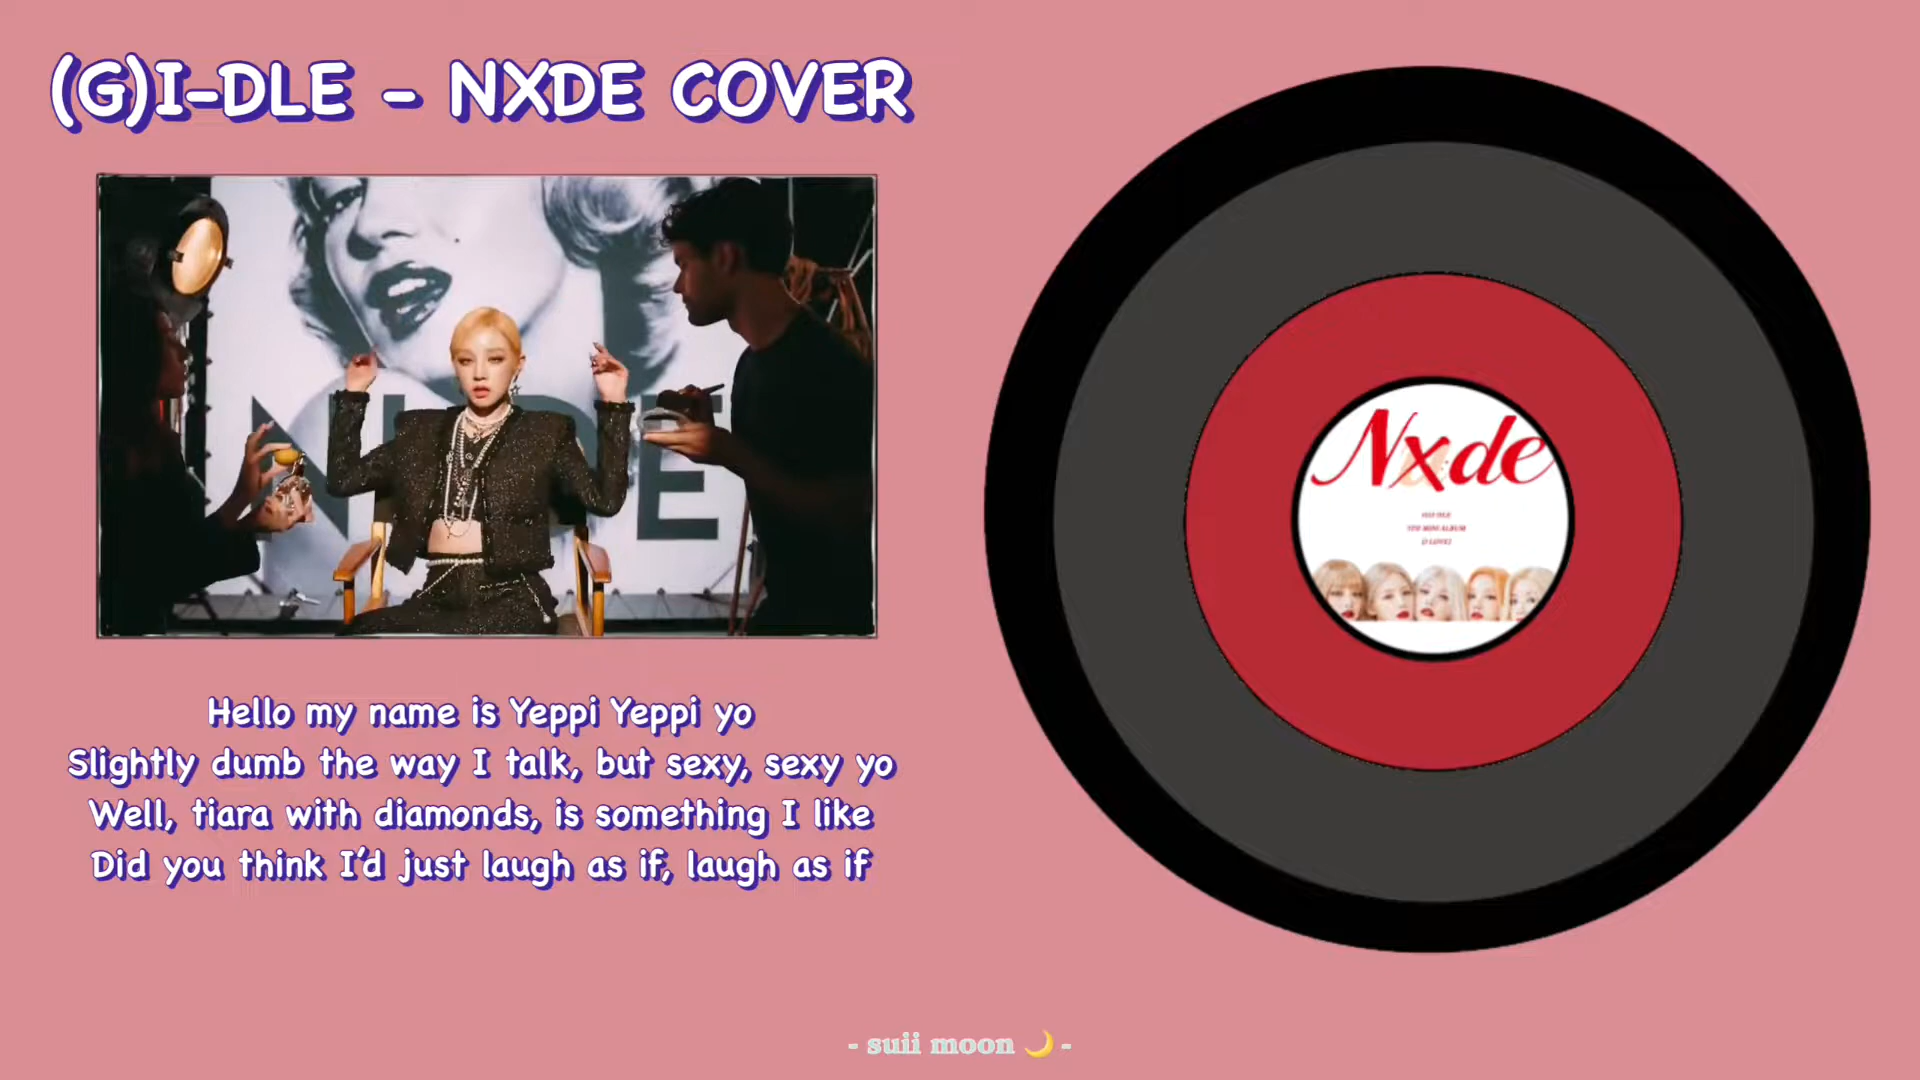 (G)I-DLE - NXDE COVER
NUDE
Hello my name is Yeppi Yeppi yo
Slightly dumb the way I talk, but sexy, sexy yo
Well, tiara with diamonds, is something I like
Did you think I'd just laugh as if, laugh as if
Nxde
- suii moon 🌙 -